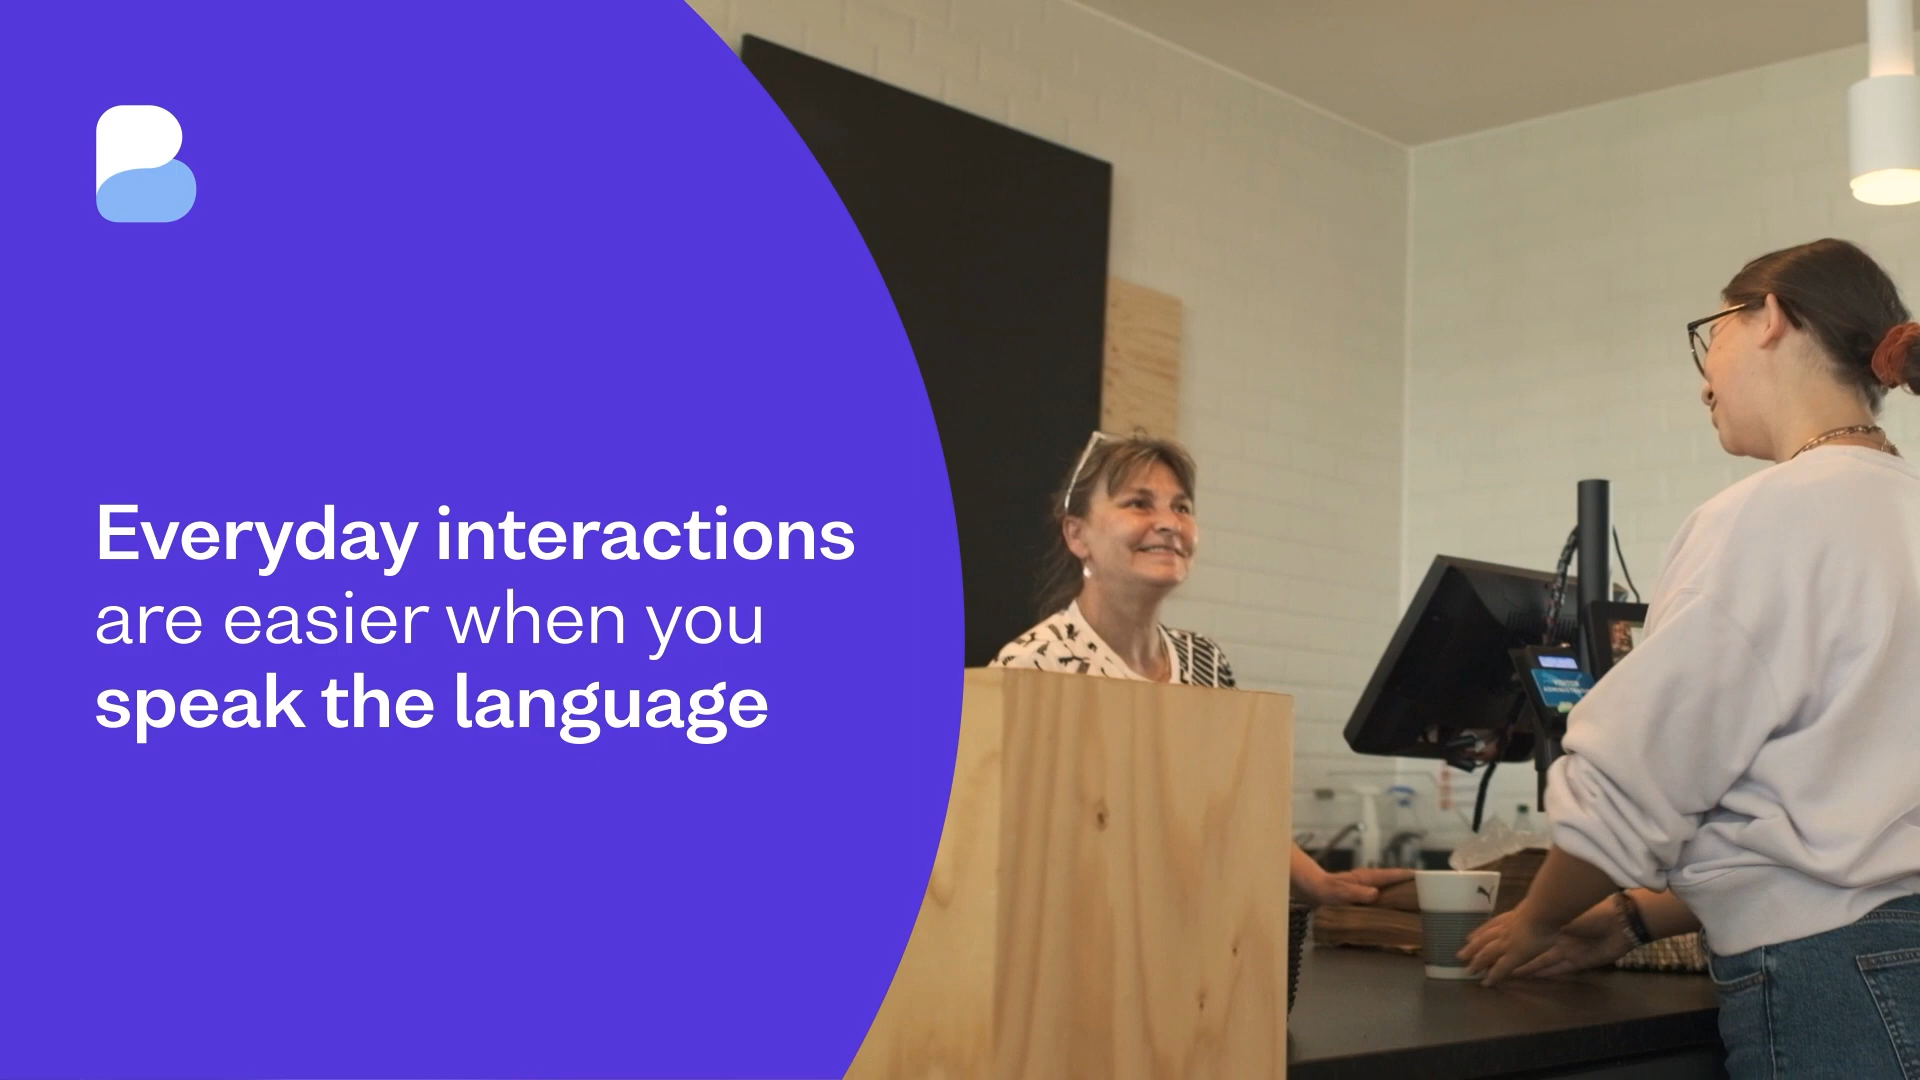 Everyday interactions
are easier when you
speak the language